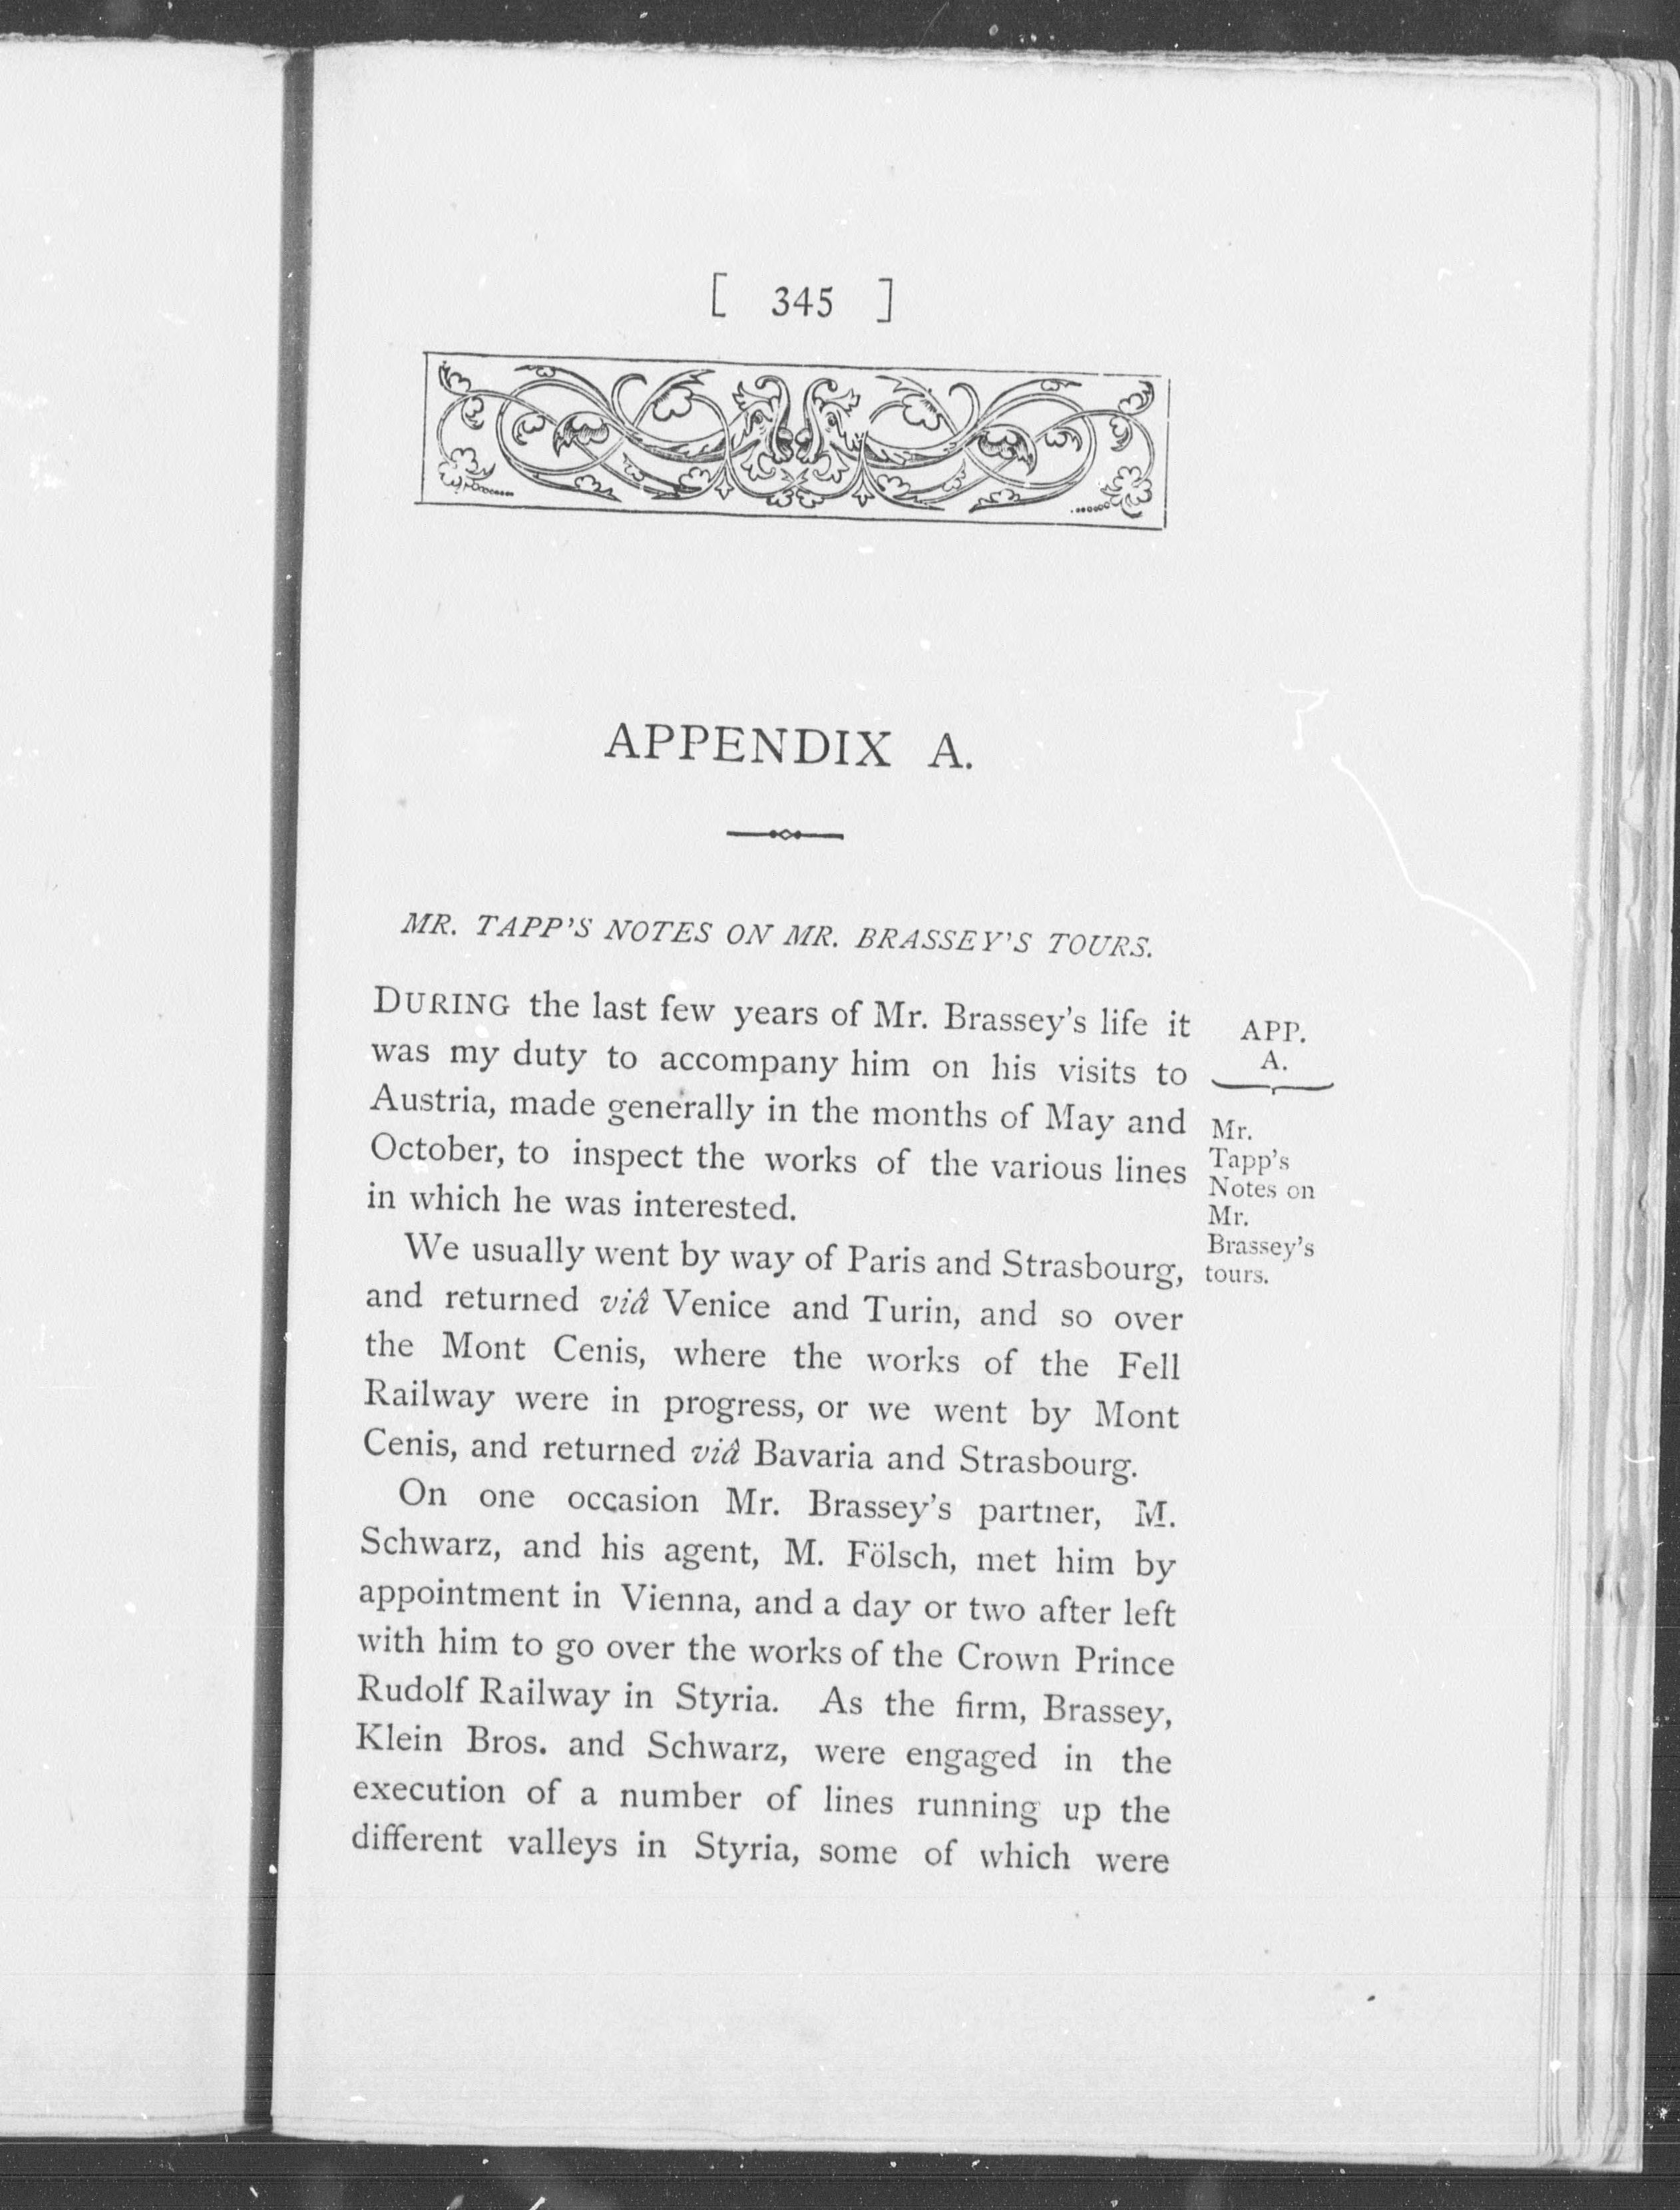 [ 345 ]
APPENDIX A.
MR. TAPP'S NOTES ON MR. BRASSEY'S TOURS.
DURING the last few years of Mr. Brassey's life it
was my duty to accompany him on his visits to
Austria, made generally in the months of May and
October, to inspect the works of the various lines
in which he was interested.
We usually went by way of Paris and Strasbourg,
and returned viâ Venice and Turin, and so over
the Mont Cenis, where the works of the Fell
Railway were in progress, or we went by Mont
Cenis, and returned viâ Bavaria and Strasbourg.
On one occasion Mr. Brassey's partner, M.
Schwarz, and his agent, M. Fölsch, met him by
appointment in Vienna, and a day or two after left
with him to go over the works of the Crown Prince
Rudolf Railway in Styria. As the firm, Brassey,
Klein Bros. and Schwarz, were engaged in the
execution of a number of lines running up the
different valleys in Styria, some of which were
APP.
A.
Mr.
Tapp's
Notes on
Mr.
Brassey's
tours.